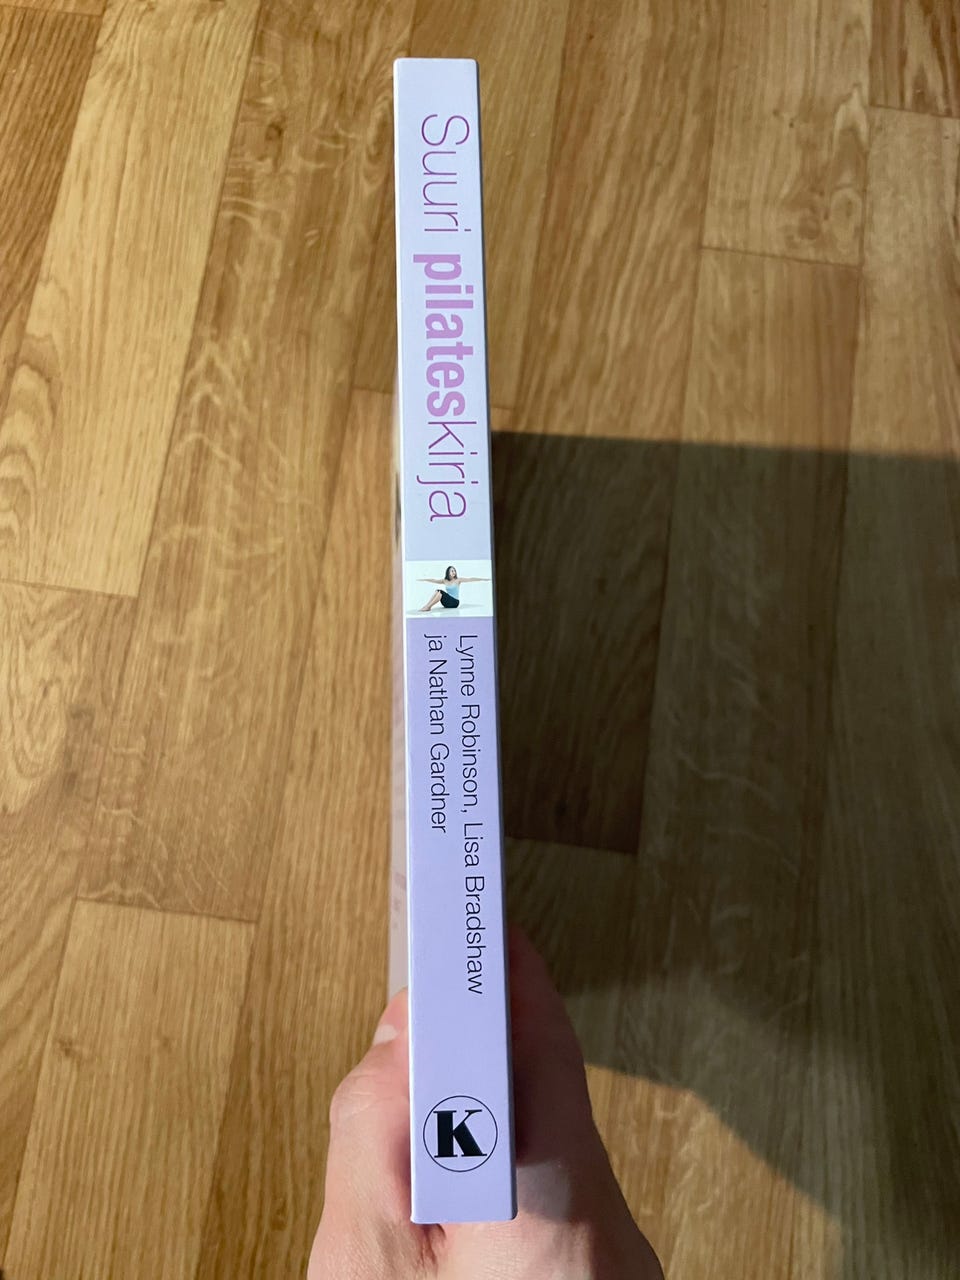 Suuri pilateskirja
Lynne Robinson, Lisa Bradshaw
ja Nathan Gardner
K